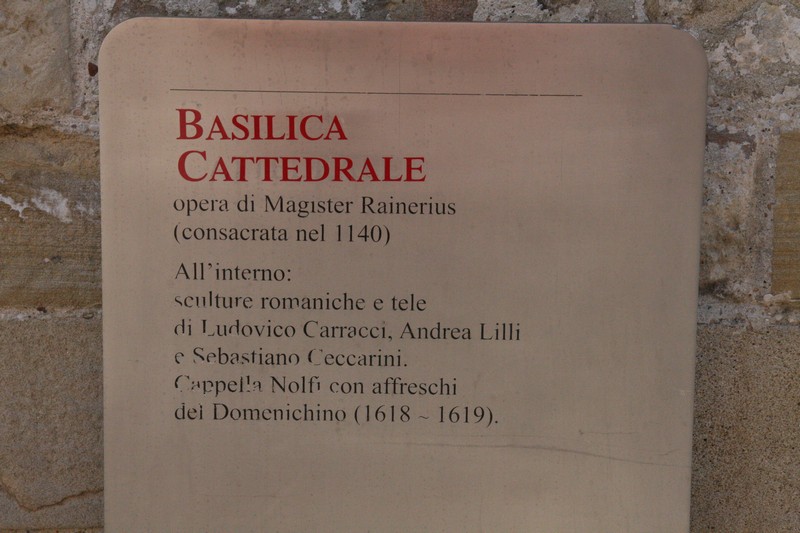 BASILICA
CATTEDRALE
opera di Magister Rainerius
(consacrata nel 1140)
All'interno:
sculture romaniche e tele
di Ludovico Carracci, Andrea Lilli
e Sebastiano Ceccarini.
Cappella Nolfi con affreschi
del Domenichino (1618 ~ 1619).